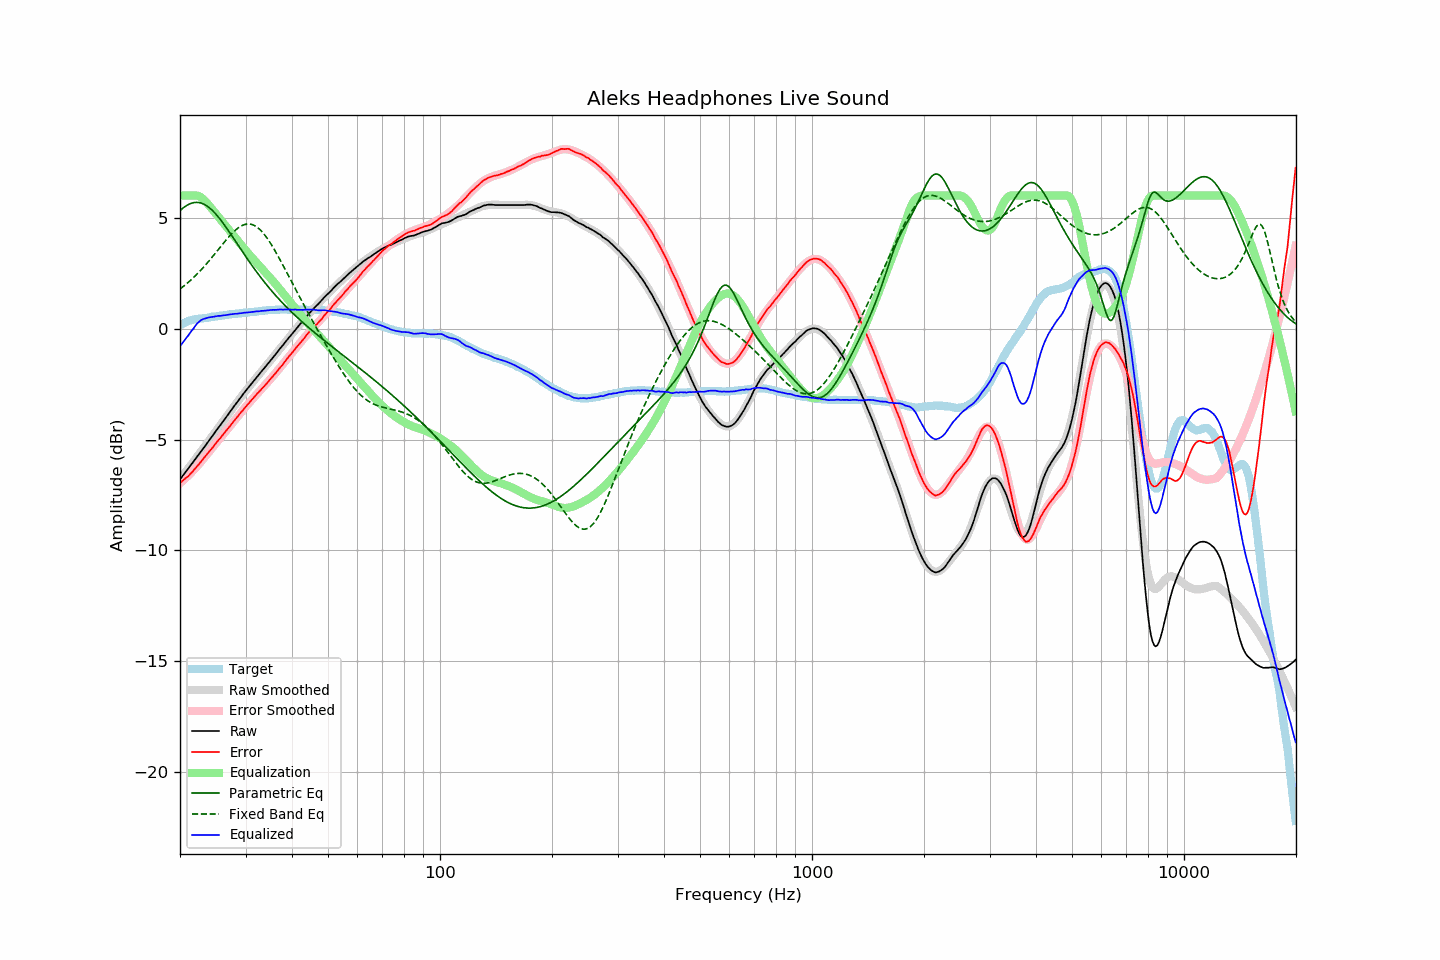 Aleks Headphones Live Sound
Amplitude (dBr)
5
0
−5
−10
−15
−20
Target
Raw Smoothed
Error Smoothed
Raw
Error
Equalization
Parametric Eq
Fixed Band Eq
Equalized
100
1000
10000
Frequency (Hz)